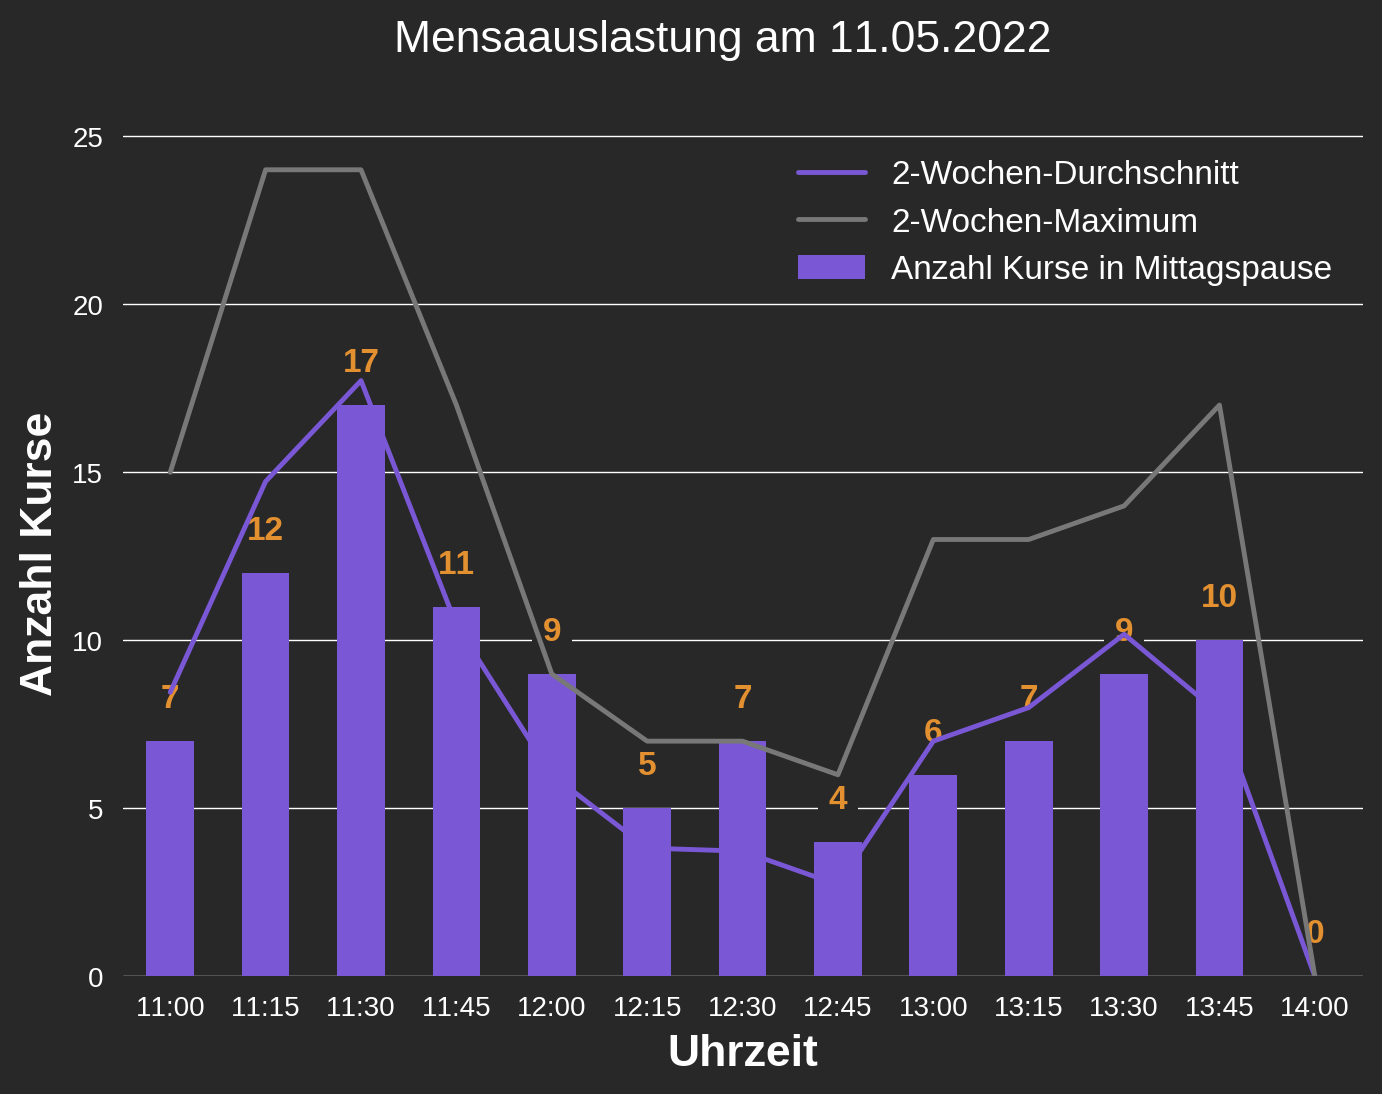 Mensaauslastung am 11.05.2022
2-Wochen-Durchschnitt
2-Wochen-Maximum
Anzahl Kurse in Mittagspause
Anzahl Kurse
25
20
15
10
5
0
7
12
17
11
9
5
7
4
6
7
9
10
0
11:00 11:15 11:30 11:45 12:00 12:15 12:30 12:45 13:00 13:15 13:30 13:45 14:00
Uhrzeit